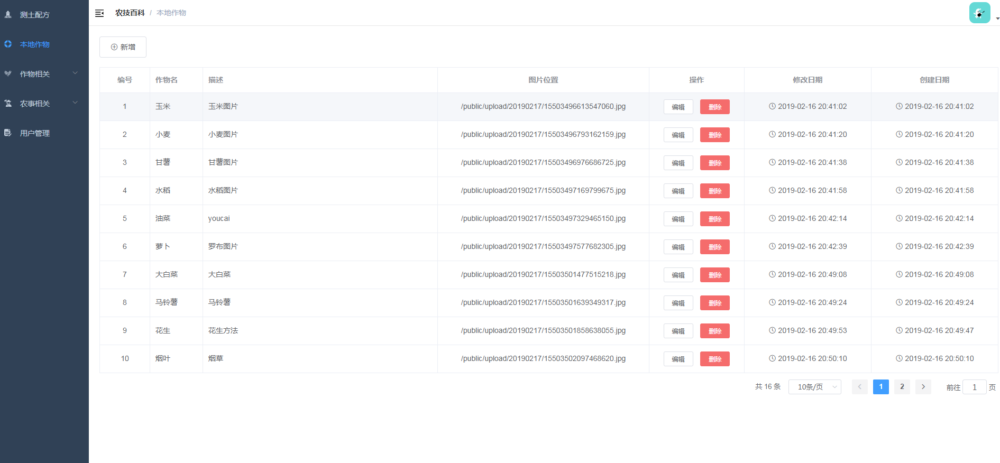 测土配方
本地作物
作物相关
农事相关
用户管理
农技百科 / 本地作物
新增
编号 作物名 描述 图片位置 操作 修改日期 创建日期
1 玉米 玉米图片 /public/upload/20190217/15503496613547060.jpg 编辑 删除 2019-02-16 20:41:02 2019-02-16 20:41:02
2 小麦 小麦图片 /public/upload/20190217/15503496793162159.jpg 编辑 删除 2019-02-16 20:41:20 2019-02-16 20:41:20
3 甘薯 甘薯图片 /public/upload/20190217/15503496976686725.jpg 编辑 删除 2019-02-16 20:41:38 2019-02-16 20:41:38
4 水稻 水稻图片 /public/upload/20190217/15503497169799675.jpg 编辑 删除 2019-02-16 20:41:58 2019-02-16 20:41:58
5 油菜 youcai /public/upload/20190217/15503497329465150.jpg 编辑 删除 2019-02-16 20:42:14 2019-02-16 20:42:14
6 萝卜 罗布图片 /public/upload/20190217/15503497577682305.jpg 编辑 删除 2019-02-16 20:42:39 2019-02-16 20:42:39
7 大白菜 大白菜 /public/upload/20190217/15503501477515218.jpg 编辑 删除 2019-02-16 20:49:08 2019-02-16 20:49:08
8 马铃薯 马铃薯 /public/upload/20190217/15503501639349317.jpg 编辑 删除 2019-02-16 20:49:24 2019-02-16 20:49:24
9 花生 花生方法 /public/upload/20190217/15503501858638055.jpg 编辑 删除 2019-02-16 20:49:53 2019-02-16 20:49:47
10 烟叶 烟草 /public/upload/20190217/15503502097468620.jpg 编辑 删除 2019-02-16 20:50:10 2019-02-16 20:50:10
共 16 条 10条/页 1 2 前往 1 页